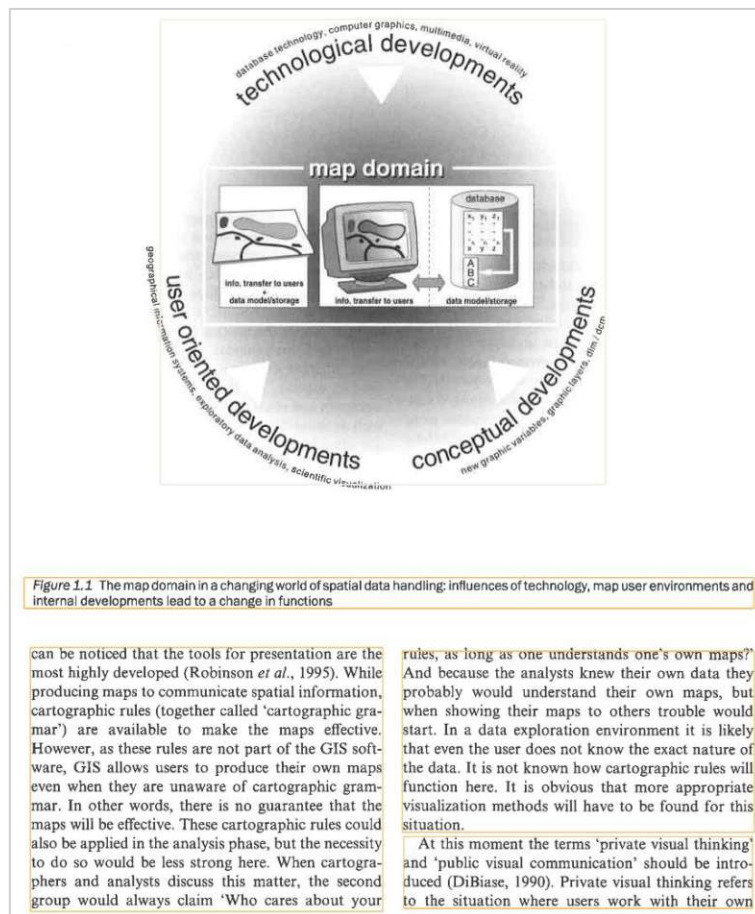 database technology, computer graphics, multimedia, virtual reality
technological developments
map domain
info. transfer to users
+
data model/storage
info. transfer to users
database
x₁ y₁ z₁
x y z
A
B
C
data model/storage
user oriented developments
geographical information systems, exploratory data analysis, scientific visualization
conceptual developments
new graphic variables, graphic layers, dlm / dcm
Figure 1.1 The map domain in a changing world of spatial data handling: influences of technology, map user environments and
internal developments lead to a change in functions
can be noticed that the tools for presentation are the
most highly developed (Robinson et al., 1995). While
producing maps to communicate spatial information,
cartographic rules (together called ‘cartographic gra-
mar’) are available to make the maps effective.
However, as these rules are not part of the GIS soft-
ware, GIS allows users to produce their own maps
even when they are unaware of cartographic gram-
mar. In other words, there is no guarantee that the
maps will be effective. These cartographic rules could
also be applied in the analysis phase, but the necessity
to do so would be less strong here. When cartogra-
phers and analysts discuss this matter, the second
group would always claim ‘Who cares about your
rules, as long as one understands one’s own maps?’
And because the analysts knew their own data they
probably would understand their own maps, but
when showing their maps to others trouble would
start. In a data exploration environment it is likely
that even the user does not know the exact nature of
the data. It is not known how cartographic rules will
function here. It is obvious that more appropriate
visualization methods will have to be found for this
situation.
At this moment the terms ‘private visual thinking’
and ‘public visual communication’ should be intro-
duced (DiBiase, 1990). Private visual thinking refers
to the situation where users work with their own